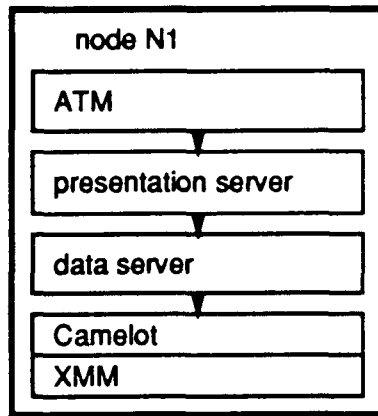 node N1
ATM
presentation server
data server
Camelot
XMM